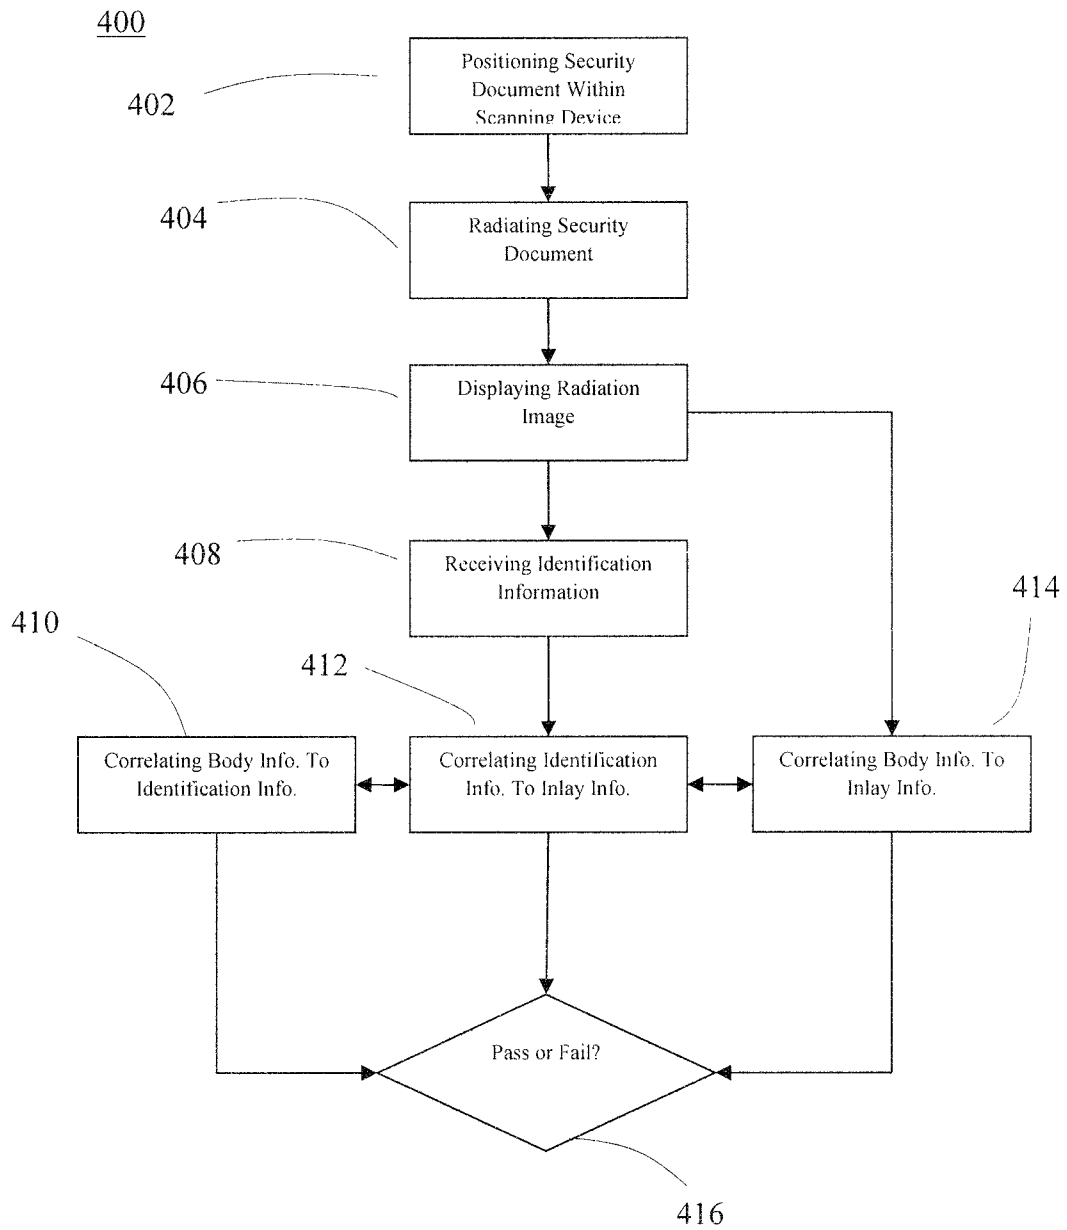 400
402
Positioning Security
Document Within
Scanning Device
404
Radiating Security
Document
406
Displaying Radiation
Image
408
Receiving Identification
Information
410
412
414
Correlating Body Info. To
Identification Info.
Correlating Identification
Info. To Inlay Info.
Correlating Body Info. To
Inlay Info.
Pass or Fail?
416